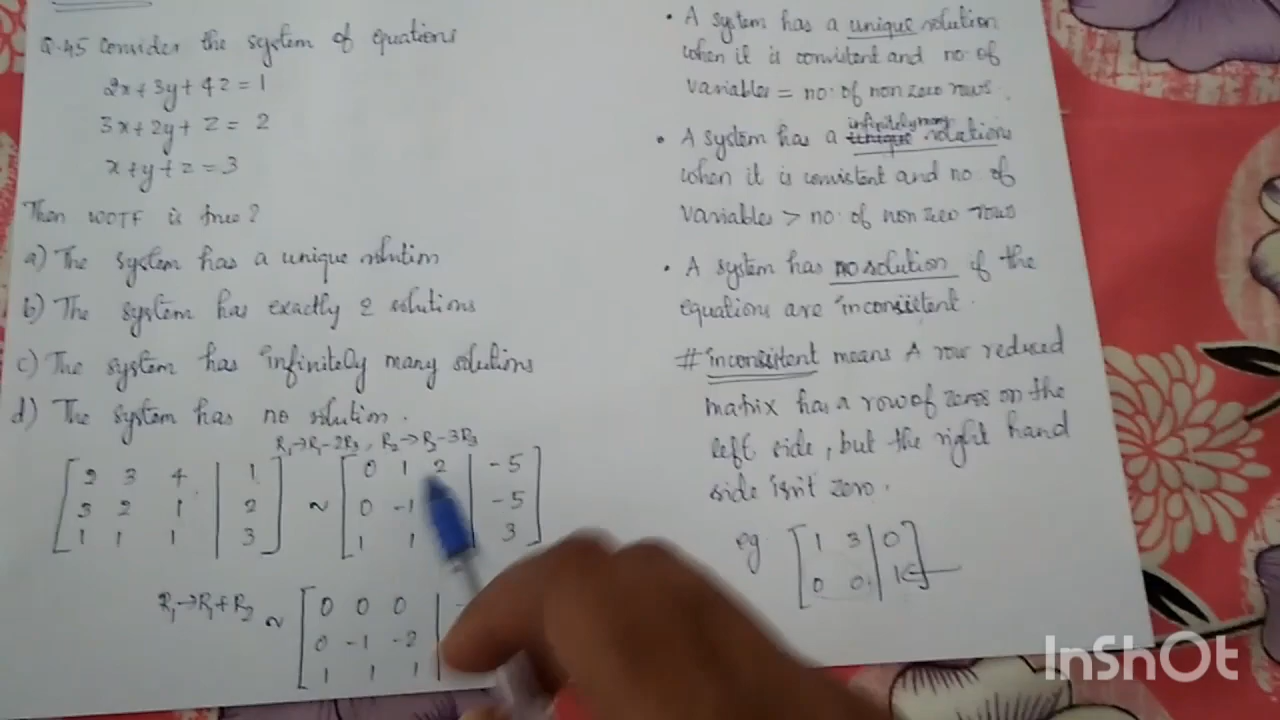 Q.45 Consider the system of equations
2x+3y+4z=1
3x+2y+z=2
x+y+z=3
Then WOTF is true?
a) The system has a unique solution
b) The system has exactly 2 solutions
c) The system has infinitely many solutions
d) The system has no solution.
R₁→R₁-2R₃, R₂→R₂-3R₃
[2 3 4 | 1] ~ [0 1 2 | -5]
[3 2 1 | 2] [0 -1 | -5]
[1 1 1 | 3] [1 1 | 3]
R₁→R₁+R₂ ~ [0 0 0 |
[0 -1 -2 |
[1 1 1 |
• A system has a unique solution
when it is consistent and no of
variables = no: of non zero rows.
• A system has a infinitely many solutions
when it is consistent and no. of
variables > no: of non zero rows
• A system has no solution if the
equations are inconsistent.
# inconsistent means A row reduced
matrix has a row of zeros on the
left side, but the right hand
side isn't zero.
eg [1 3 | 0]
[0 0 | 1]
InShOt